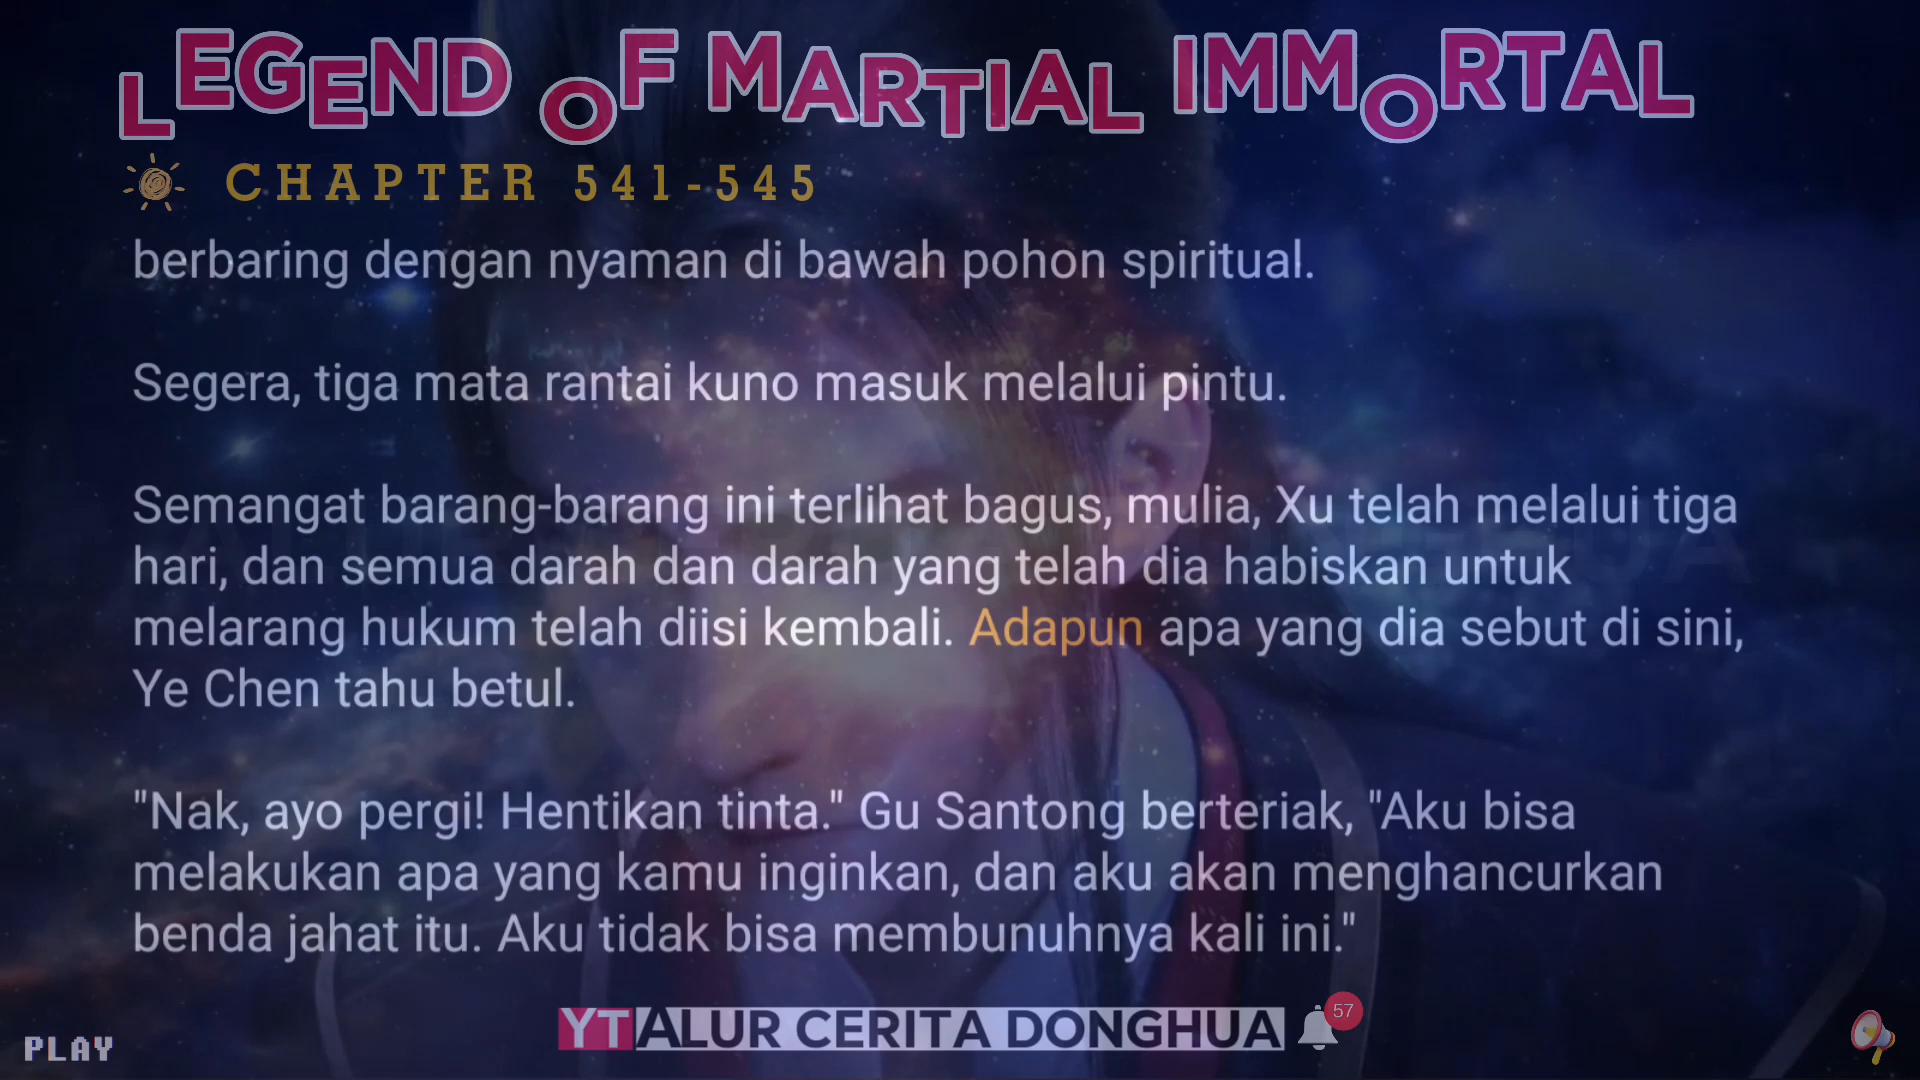 LEGEND OF MARTIAL IMMORTAL
CHAPTER 541-545
berbaring dengan nyaman di bawah pohon spiritual.
Segera, tiga mata rantai kuno masuk melalui pintu.
Semangat barang-barang ini terlihat bagus, mulia, Xu telah melalui tiga
hari, dan semua darah dan darah yang telah dia habiskan untuk
melarang hukum telah diisi kembali. Adapun apa yang dia sebut di sini,
Ye Chen tahu betul.
"Nak, ayo pergi! Hentikan tinta." Gu Santong berteriak, "Aku bisa
melakukan apa yang kamu inginkan, dan aku akan menghancurkan
benda jahat itu. Aku tidak bisa membunuhnya kali ini."
YT ALUR CERITA DONGHUA
57
PLAY